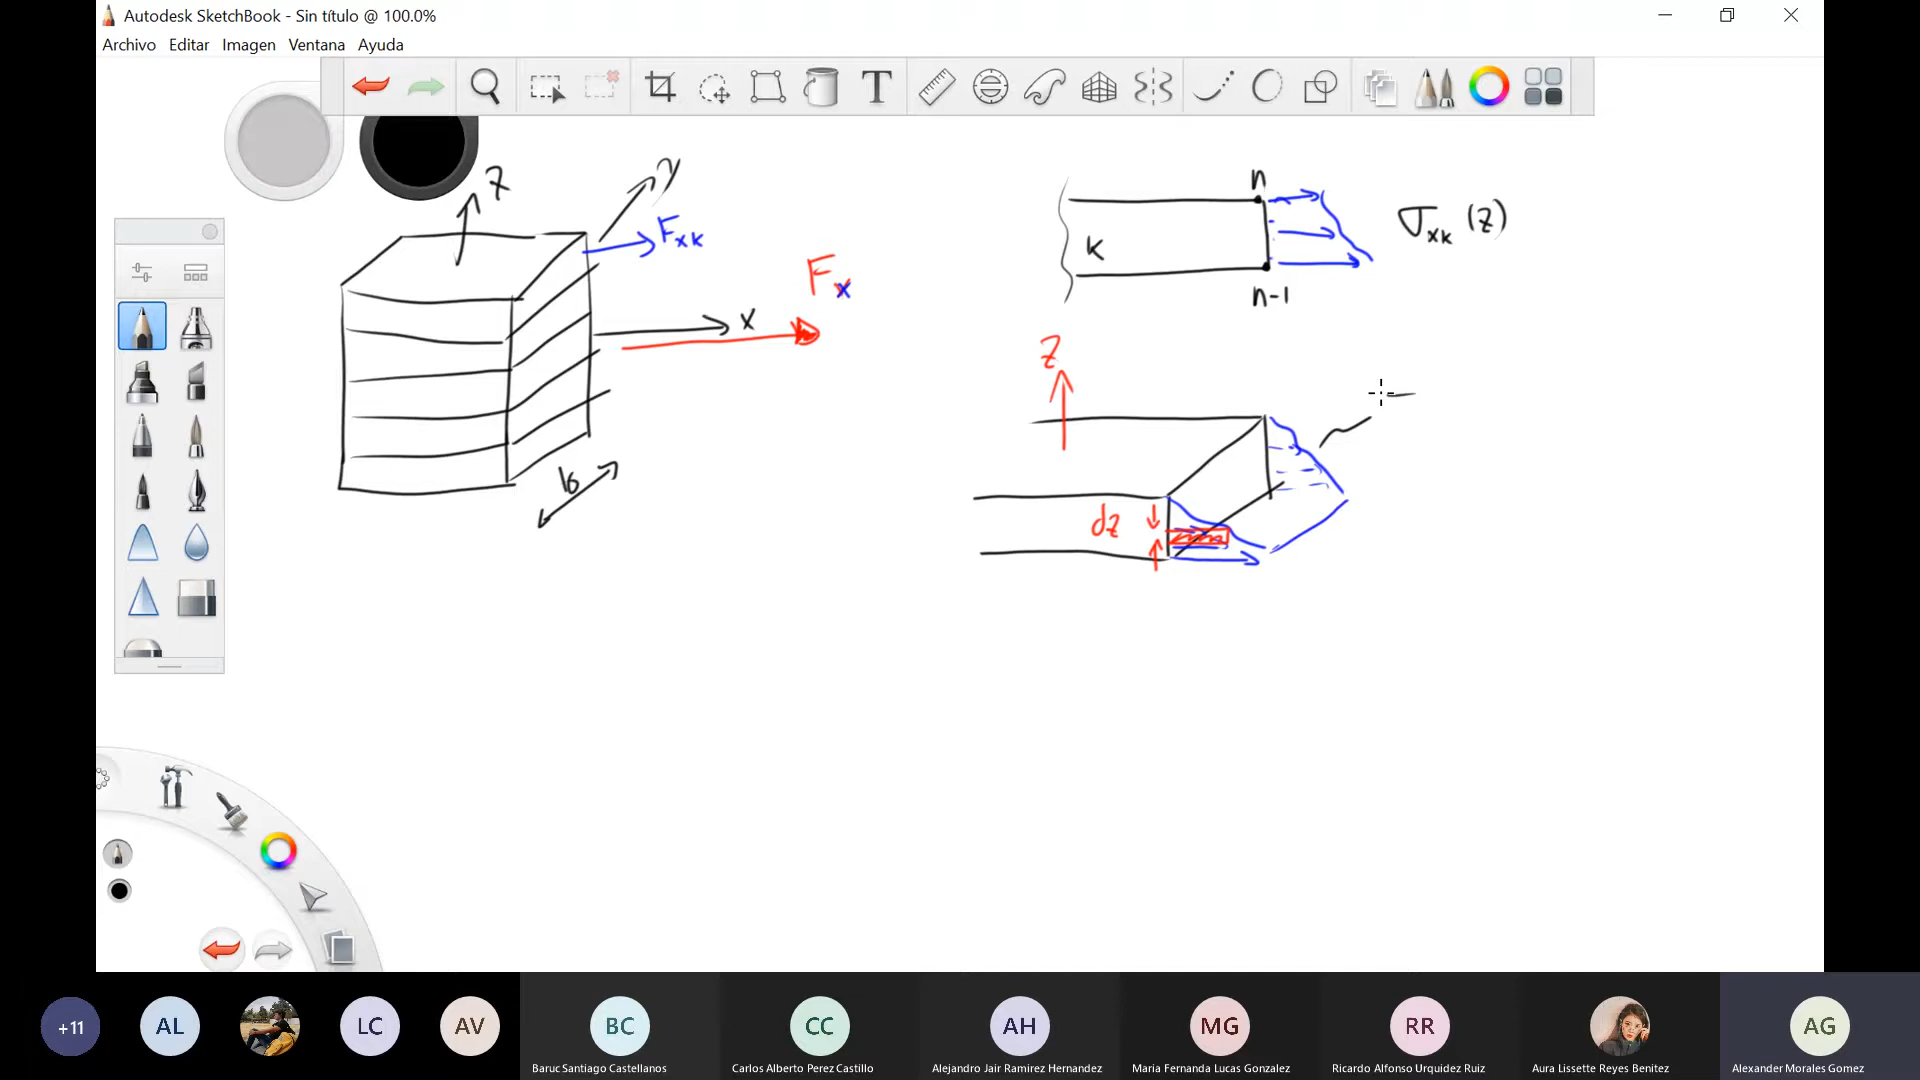 Autodesk SketchBook - Sin título @ 100.0%
Archivo Editar Imagen Ventana Ayuda
T
z
y
Fxk
Fx
x
b
n
k
σxk (z)
n-1
z
dz
+11
AL
LC
AV
BC
CC
AH
MG
RR
AG
Baruc Santiago Castellanos
Carlos Alberto Perez Castillo
Alejandro Jair Ramirez Hernandez
Maria Fernanda Lucas Gonzalez
Ricardo Alfonso Urquidez Ruiz
Aura Lissette Reyes Benitez
Alexander Morales Gomez